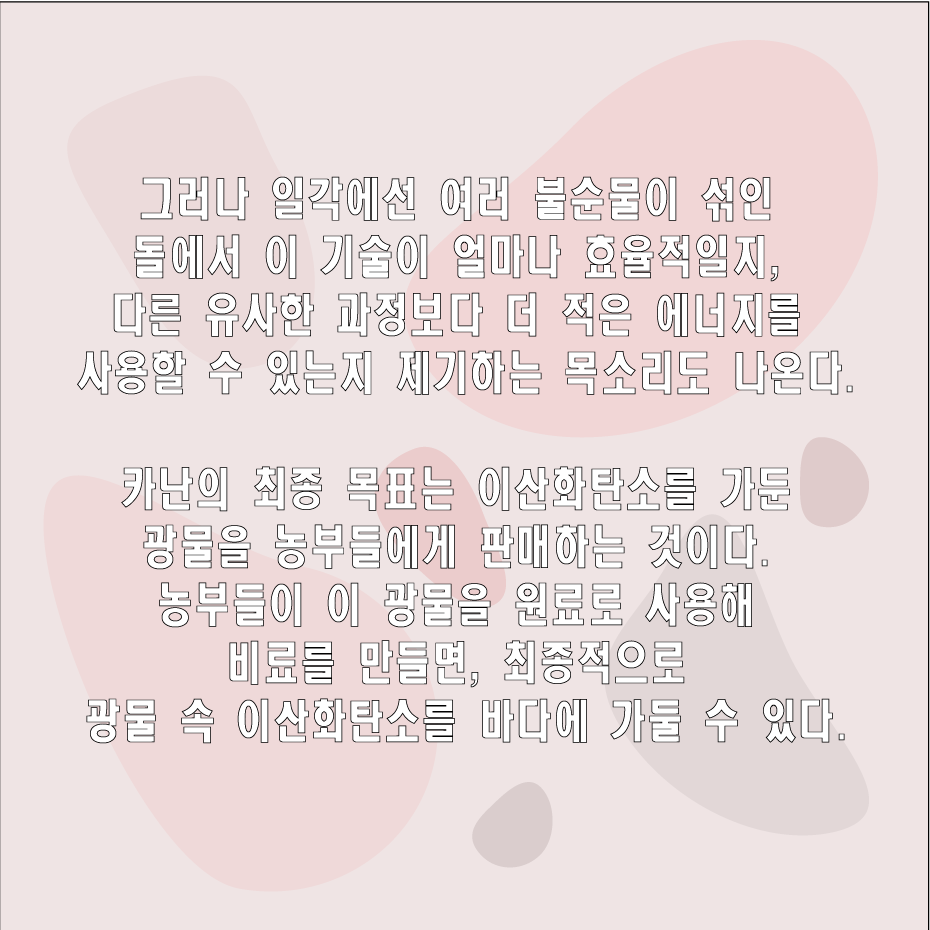 그러나 일각에선 여러 불순물이 섞인
돌에서 이 기술이 얼마나 효율적일지,
다른 유사한 과정보다 더 적은 에너지를
사용할 수 있는지 제기하는 목소리도 나온다.
카난의 최종 목표는 이산화탄소를 가둔
광물을 농부들에게 판매하는 것이다.
농부들이 이 광물을 원료로 사용해
비료를 만들면, 최종적으로
광물 속 이산화탄소를 바다에 가둘 수 있다.